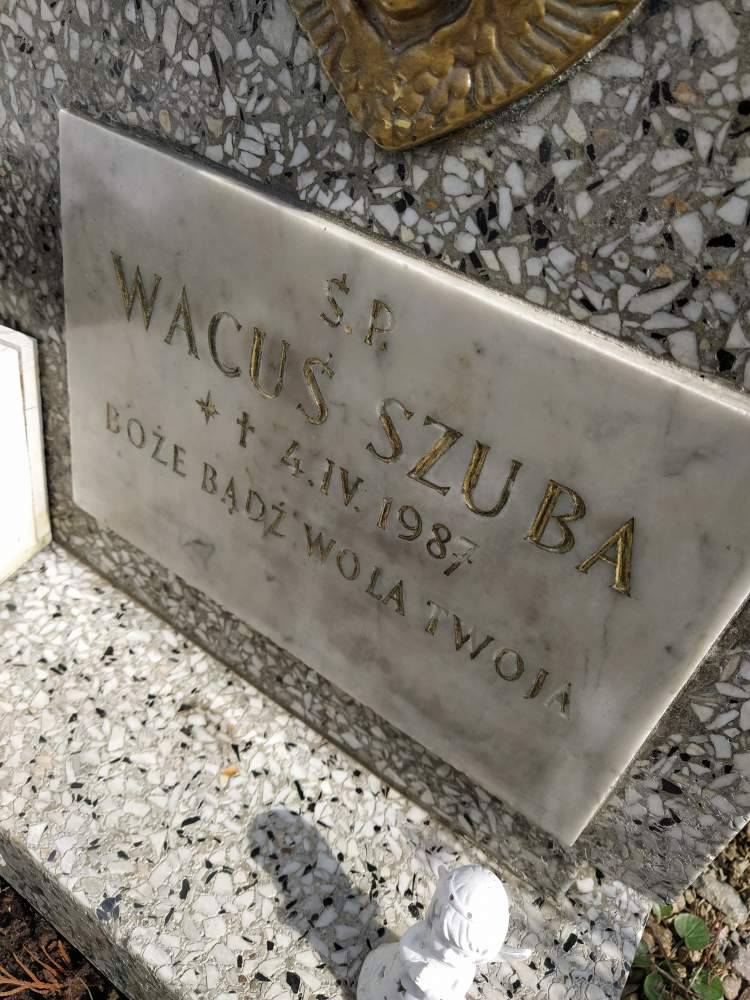 Ś.P.
WACUŚ SZUBA
* † 4.IV.1987
BOŻE BĄDŹ WOLA TWOJA